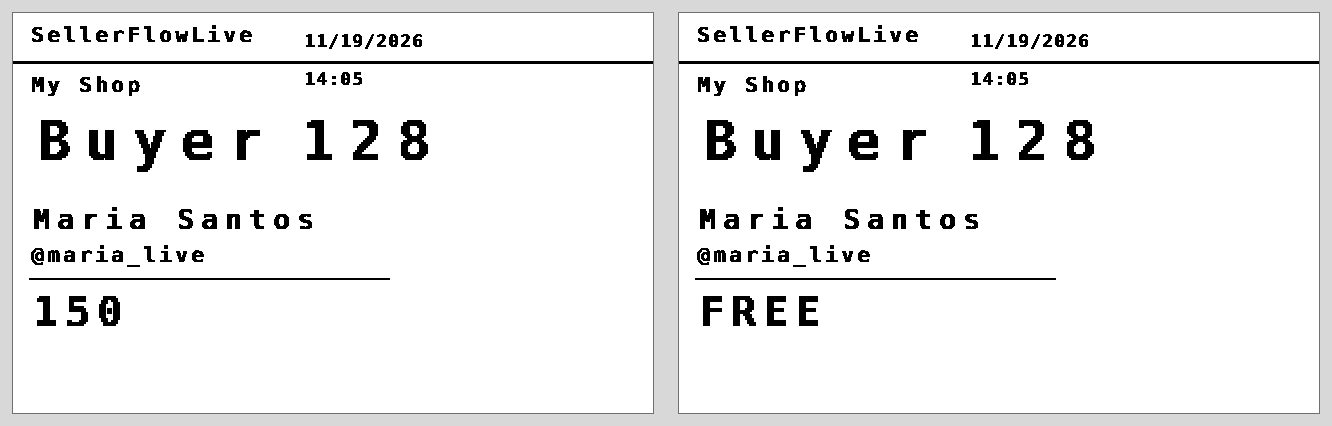 SellerFlowLive 11/19/2026
My Shop 14:05
Buyer 128
Maria Santos
@maria_live
150
SellerFlowLive 11/19/2026
My Shop 14:05
Buyer 128
Maria Santos
@maria_live
FREE